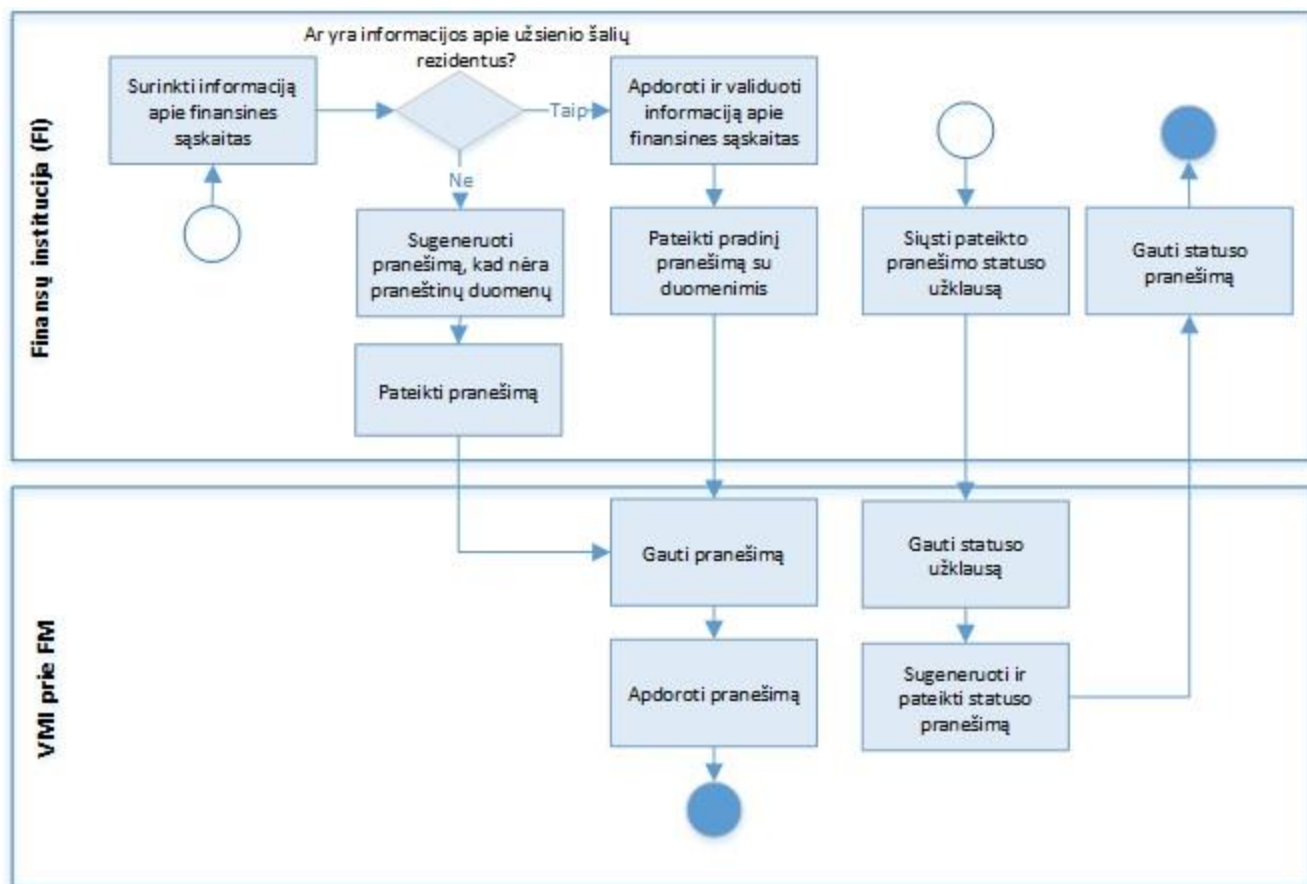 Finansų institucija (FI)
Ar yra informacijos apie užsienio šalių
rezidentus?
Surinkti informaciją
apie finansines
sąskaitas
Taip
Apdoroti ir validuoti
informaciją apie
finansines sąskaitas
Ne
Sugeneruoti
pranešimą, kad nėra
praneštinų duomenų
Pateikti pradinį
pranešimą su
duomenimis
Siųsti pateikto
pranešimo statuso
užklausą
Gauti statuso
pranešimą
Pateikti pranešimą
VMI prie FM
Gauti pranešimą
Gauti statuso
užklausą
Apdoroti pranešimą
Sugeneruoti ir
pateikti statuso
pranešimą